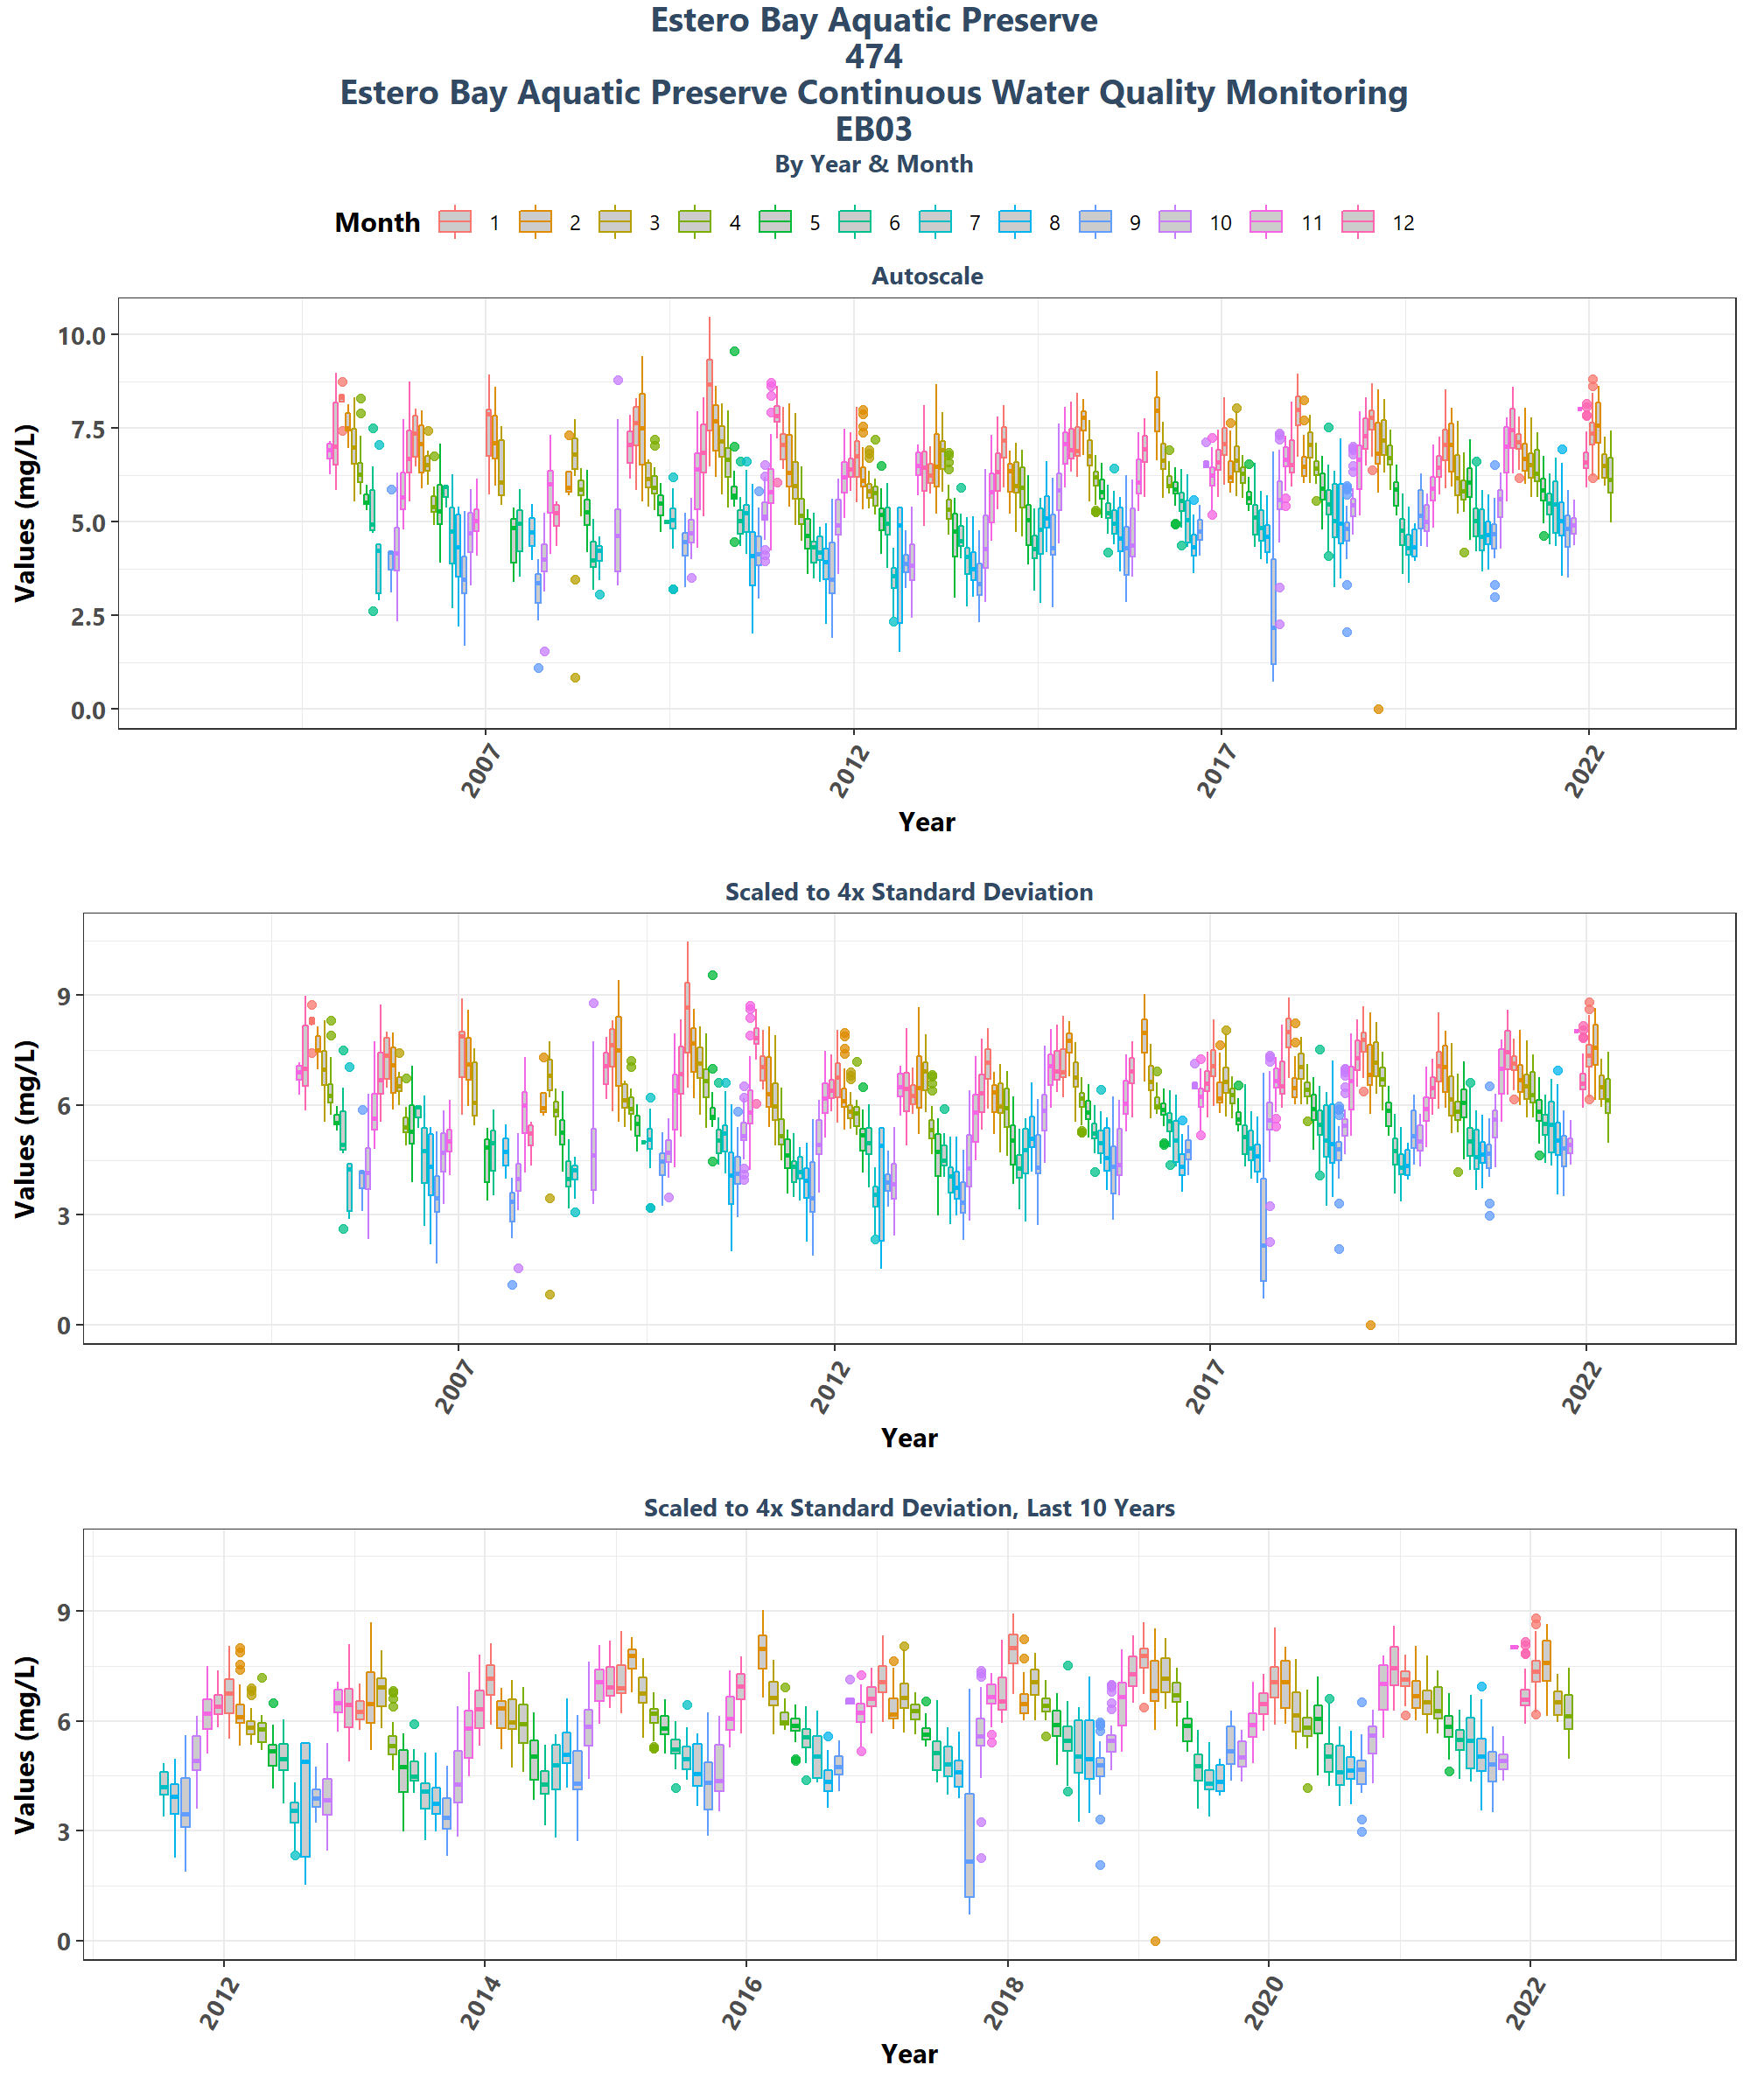 Estero Bay Aquatic Preserve
474
Estero Bay Aquatic Preserve Continuous Water Quality Monitoring
EB03
By Year & Month
Month 1 2 3 4 5 6 7 8 9 10 11 12
Autoscale
Values (mg/L)
10.0
7.5
5.0
2.5
0.0
2007 2012 2017 2022
Year
Scaled to 4x Standard Deviation
Values (mg/L)
9
6
3
0
2007 2012 2017 2022
Year
Scaled to 4x Standard Deviation, Last 10 Years
Values (mg/L)
9
6
3
0
2012 2014 2016 2018 2020 2022
Year